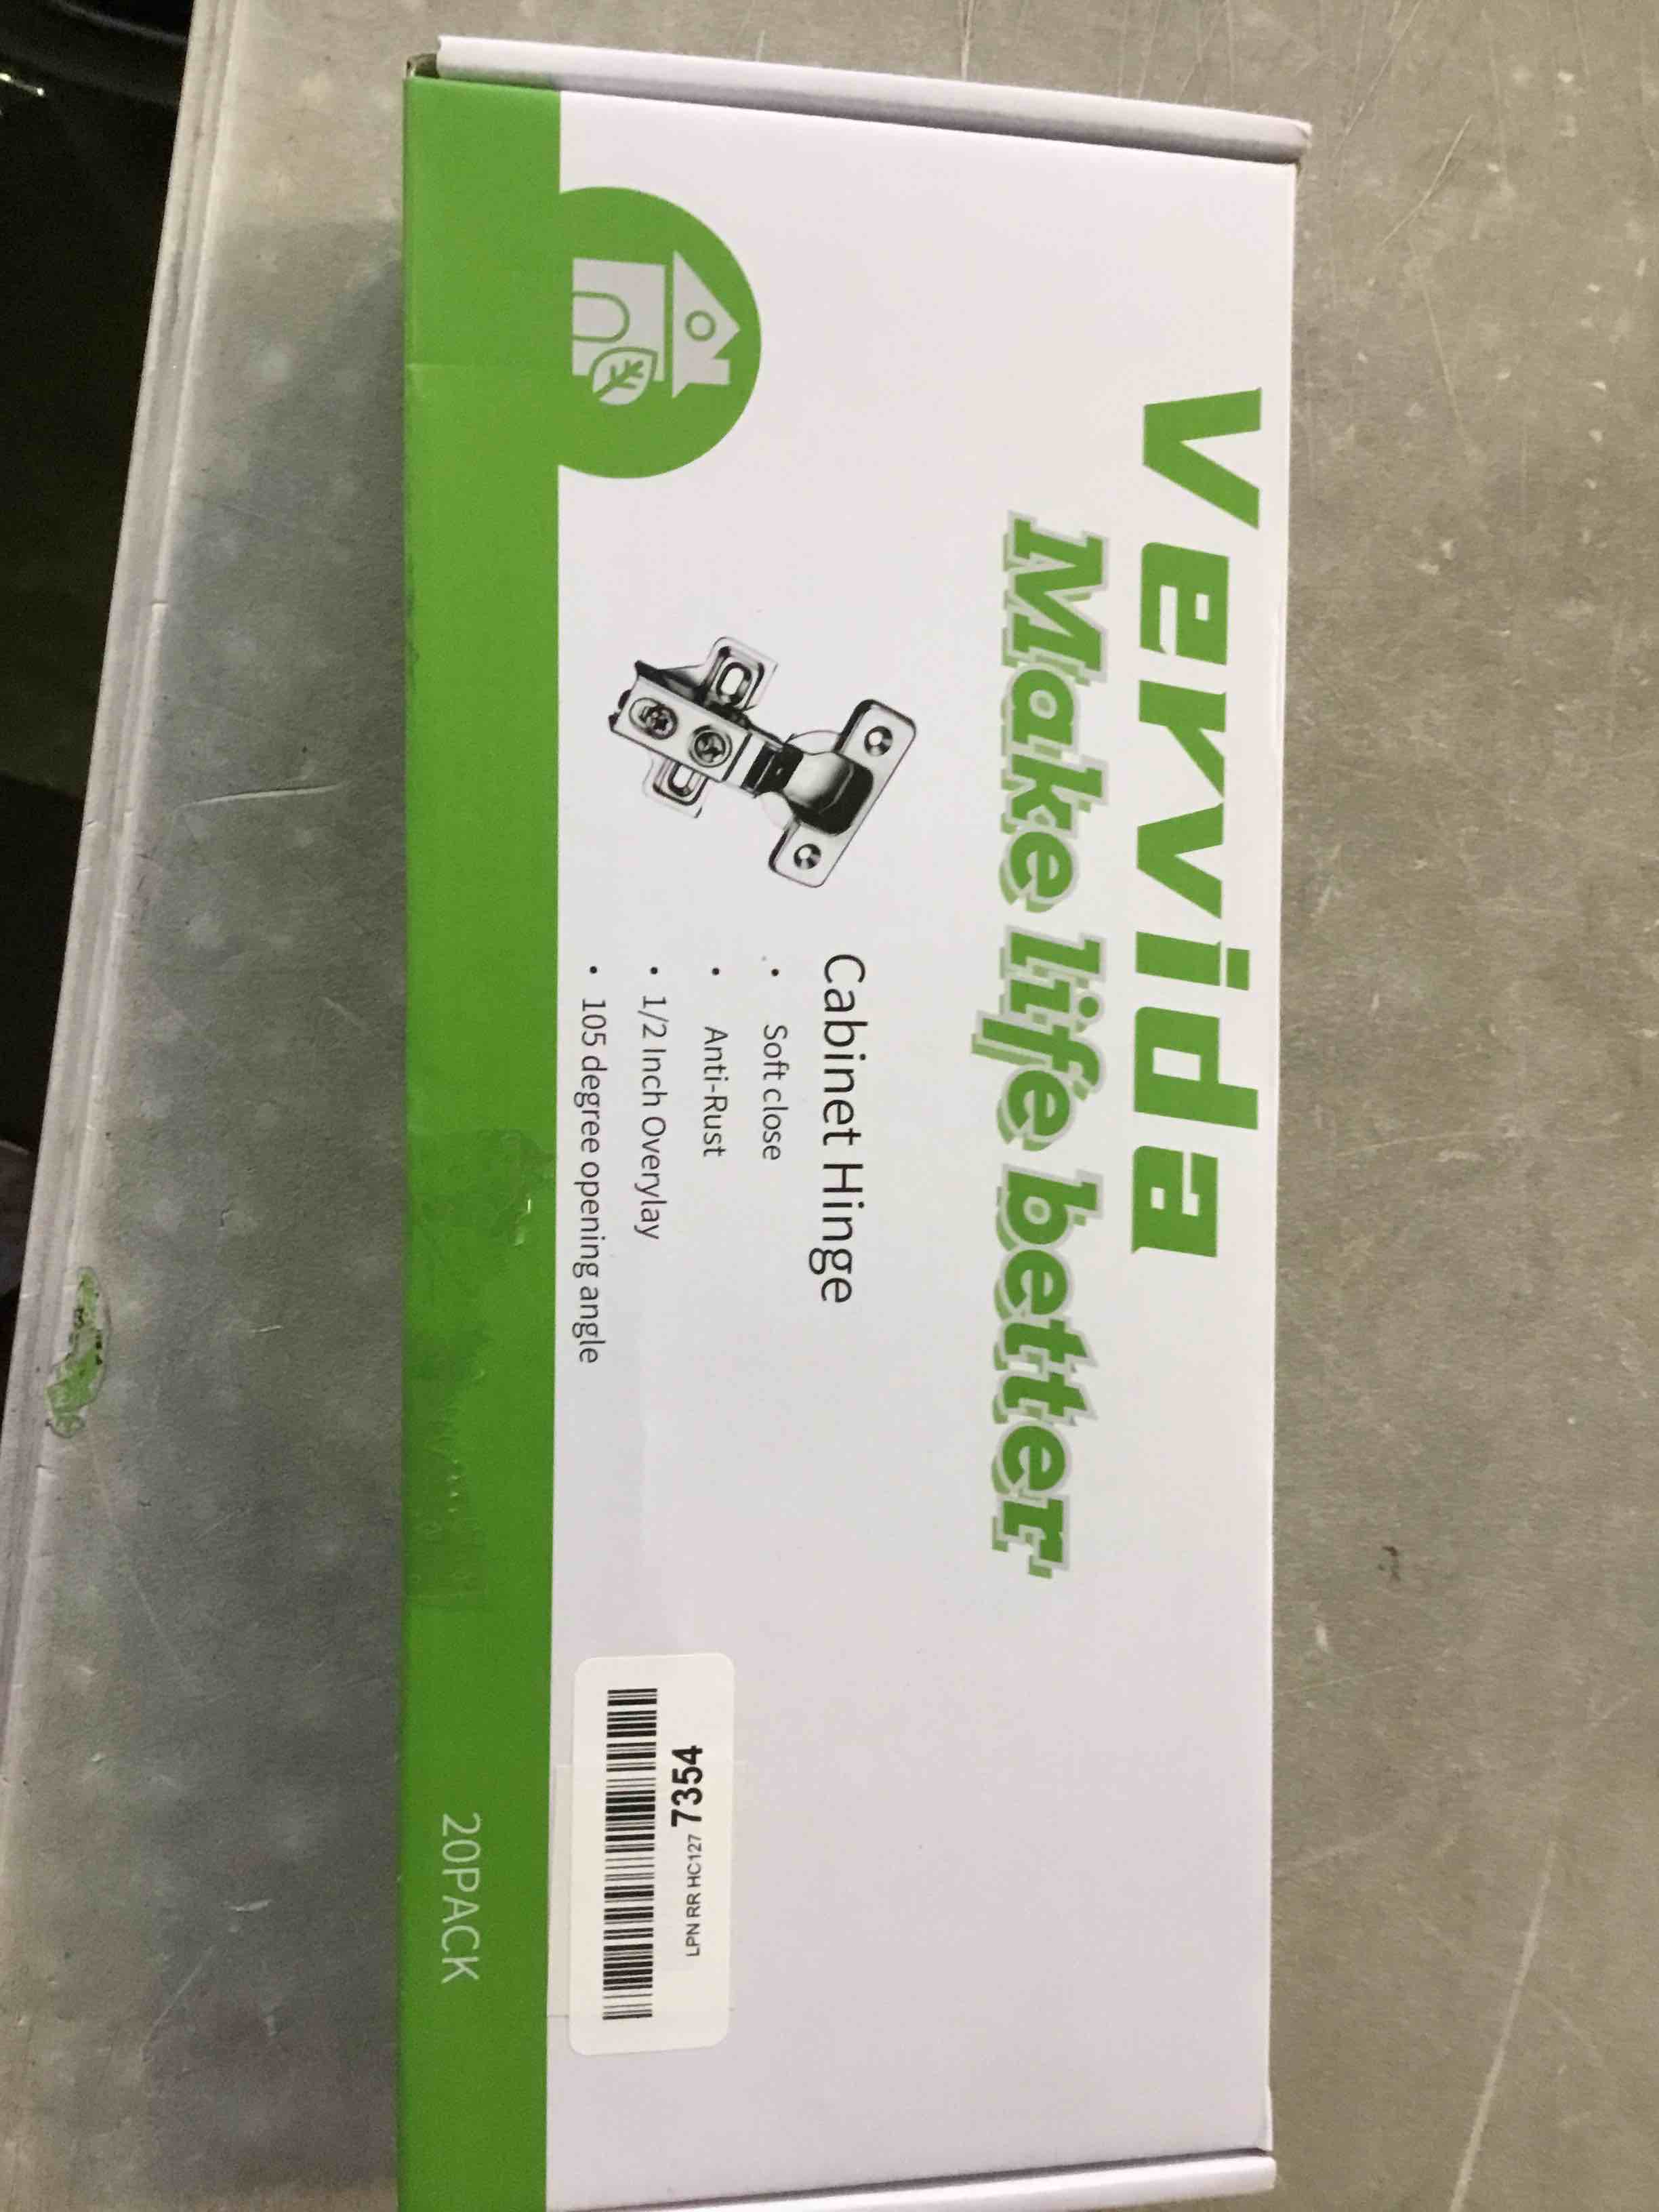 Vekvida
Make life better
Cabinet Hinge
• Soft close
• Anti-Rust
• 1/2 Inch Overylay
• 105 degree opening angle
LPN RR HC127 7354
20PACK